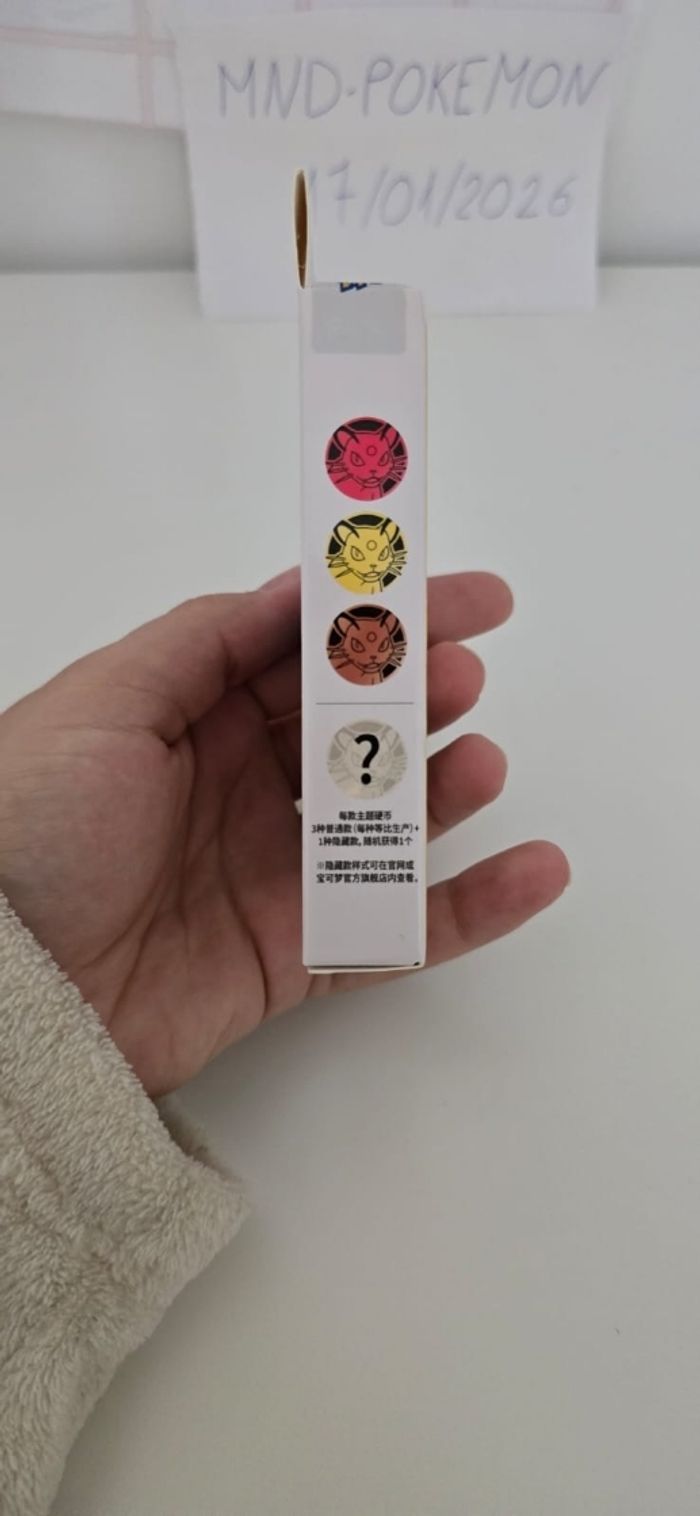 MND-POKEMON
17/01/2026
?
每款主题硬币
3种普通款(每种等比生产)+
1种隐藏款,随机获得1个
※隐藏款样式可在官网或
宝可梦官方旗舰店内查看。